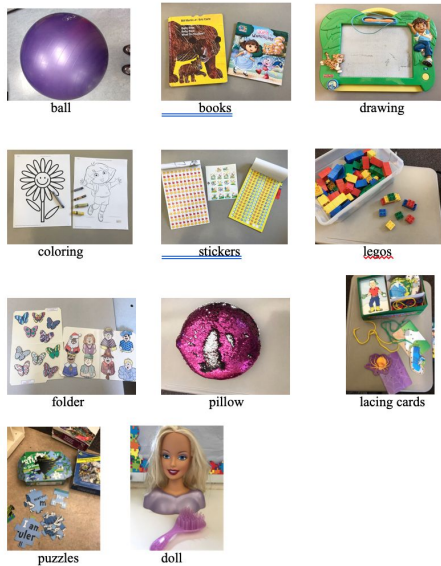 ball
books
drawing
coloring
stickers
legos
folder
pillow
lacing cards
puzzles
doll